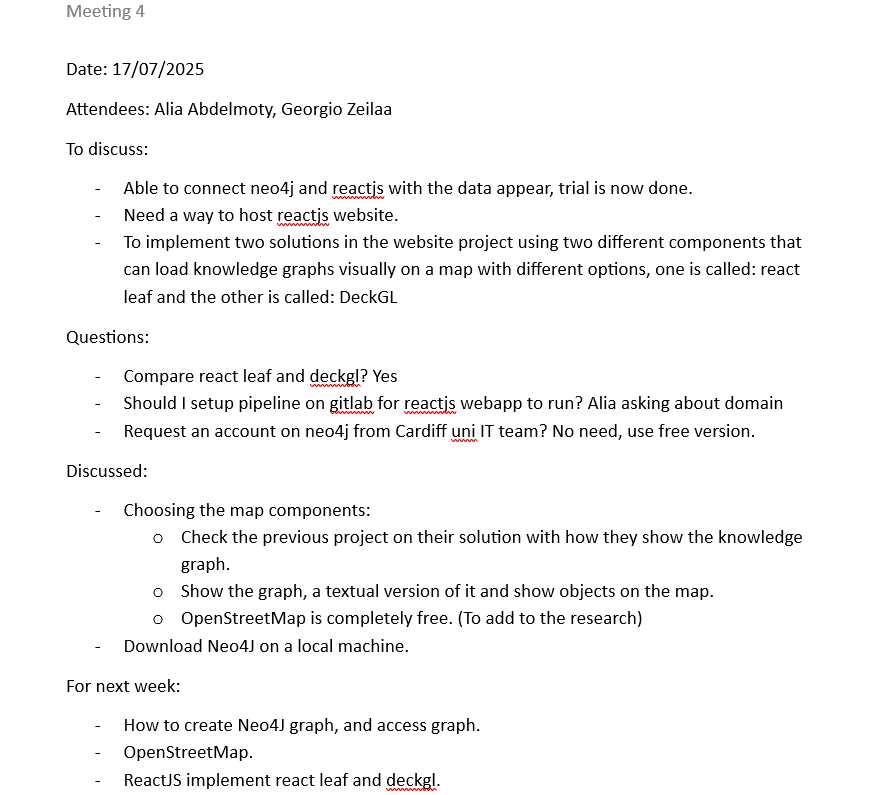 Meeting 4
Date: 17/07/2025
Attendees: Alia Abdelmoty, Georgio Zeilaa
To discuss:
- Able to connect neo4j and reactjs with the data appear, trial is now done.
- Need a way to host reactjs website.
- To implement two solutions in the website project using two different components that
can load knowledge graphs visually on a map with different options, one is called: react
leaf and the other is called: DeckGL
Questions:
- Compare react leaf and deckgl? Yes
- Should I setup pipeline on gitlab for reactjs webapp to run? Alia asking about domain
- Request an account on neo4j from Cardiff uni IT team? No need, use free version.
Discussed:
- Choosing the map components:
o Check the previous project on their solution with how they show the knowledge
graph.
o Show the graph, a textual version of it and show objects on the map.
o OpenStreetMap is completely free. (To add to the research)
- Download Neo4J on a local machine.
For next week:
- How to create Neo4J graph, and access graph.
- OpenStreetMap.
- ReactJS implement react leaf and deckgl.